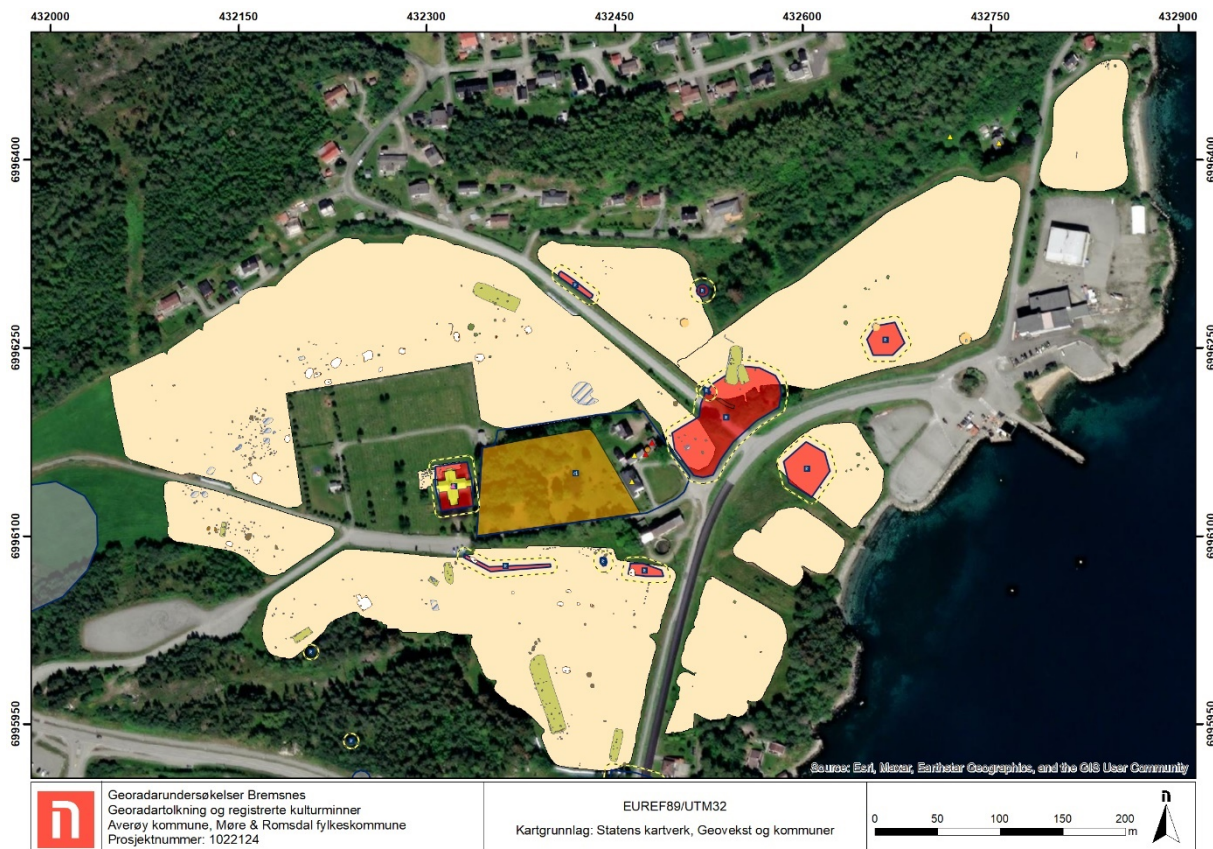 432000 432150 432300 432450 432600 432750 432900
6996400 6996400
6996250 6996250
6996100 6996100
6995950 6995950
Source: Esri, Maxar, Earthstar Geographics, and the GIS User Community
Georadarundersøkelser Bremsnes
Georadartolkning og registrerte kulturminner
Averøy kommune, Møre & Romsdal fylkeskommune
Prosjektnummer: 1022124
EUREF89/UTM32
Kartgrunnlag: Statens kartverk, Geovekst og kommuner
0 50 100 150 200
m